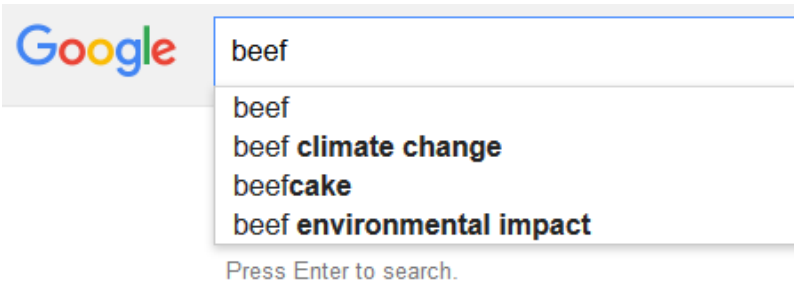 Google
beef
beef
beef climate change
beefcake
beef environmental impact
Press Enter to search.